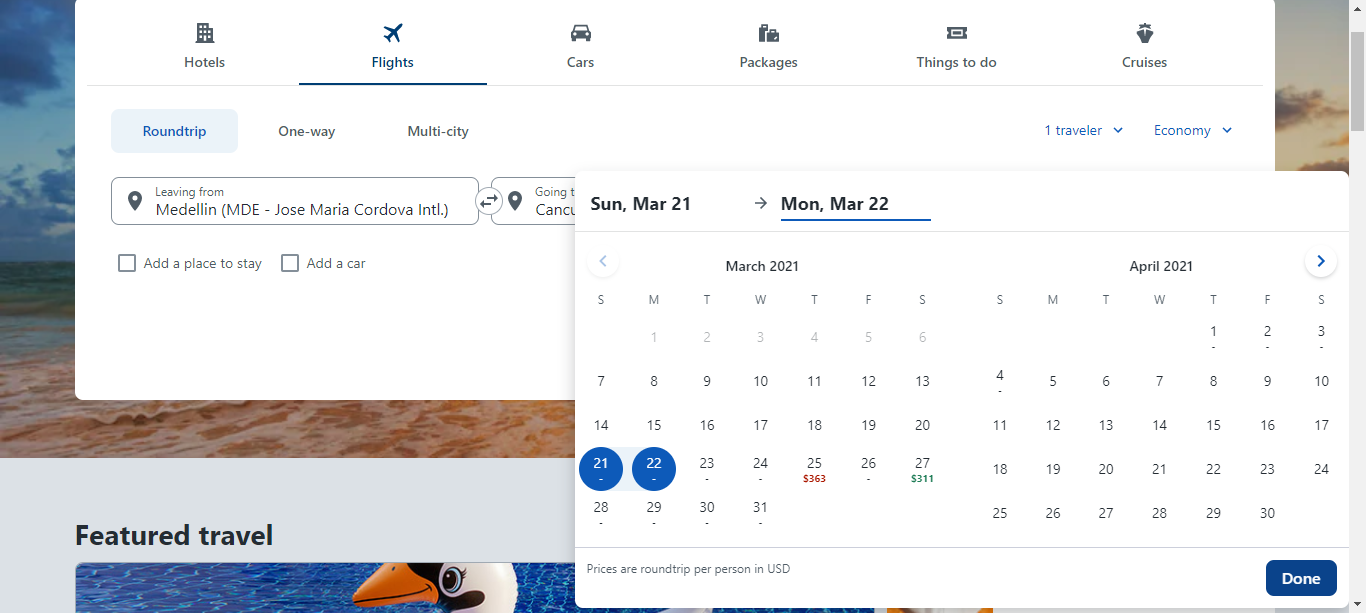 Hotels Flights Cars Packages Things to do Cruises
Roundtrip One-way Multi-city 1 traveler Economy
Leaving from
Medellin (MDE - Jose Maria Cordova Intl.)
Going t
Cancu
Add a place to stay Add a car
Sun, Mar 21 → Mon, Mar 22
March 2021
S M T W T F S
1 2 3 4 5 6
7 8 9 10 11 12 13
14 15 16 17 18 19 20
21 22 23 24 25 26 27
- - - - $363 - $311
28 29 30 31
- - - -
April 2021
S M T W T F S
1 2 3
- - -
4 5 6 7 8 9 10
-
11 12 13 14 15 16 17
18 19 20 21 22 23 24
25 26 27 28 29 30
Prices are roundtrip per person in USD
Done
Featured travel